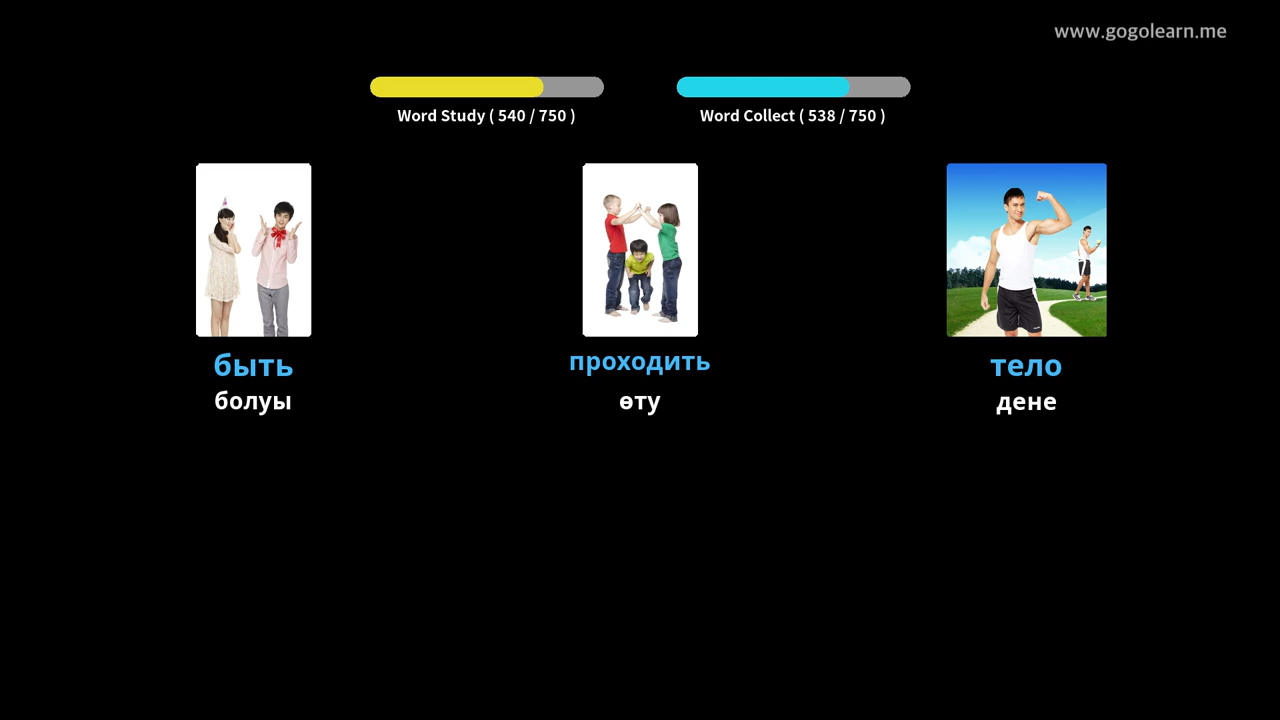 www.gogolearn.me
Word Study ( 540 / 750 )
Word Collect ( 538 / 750 )
быть
проходить
тело
болуы
өту
дене